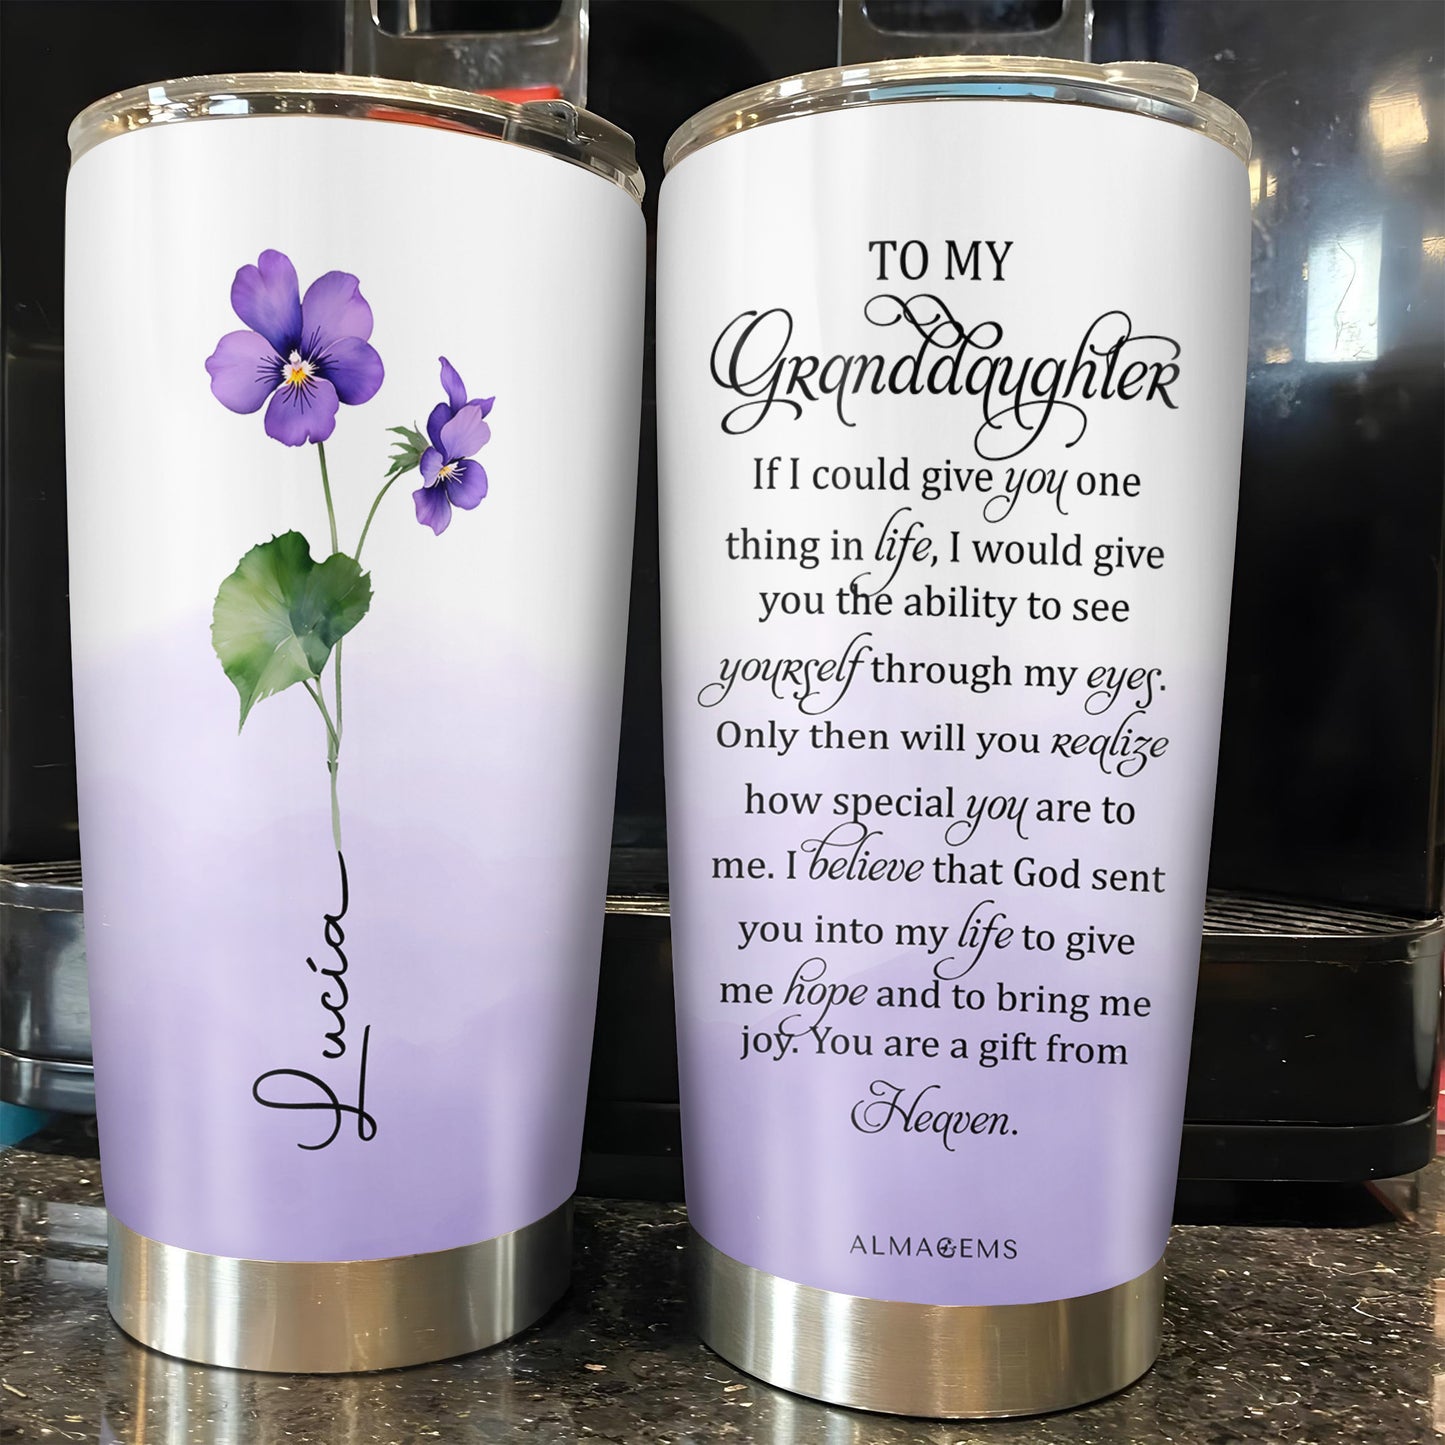 Lucía
TO MY
Granddaughter
If I could give you one
thing in life, I would give
you the ability to see
yourself through my eyes.
Only then will you realize
how special you are to
me. I believe that God sent
you into my life to give
me hope and to bring me
joy. You are a gift from
Heaven.
ALMAGEMS